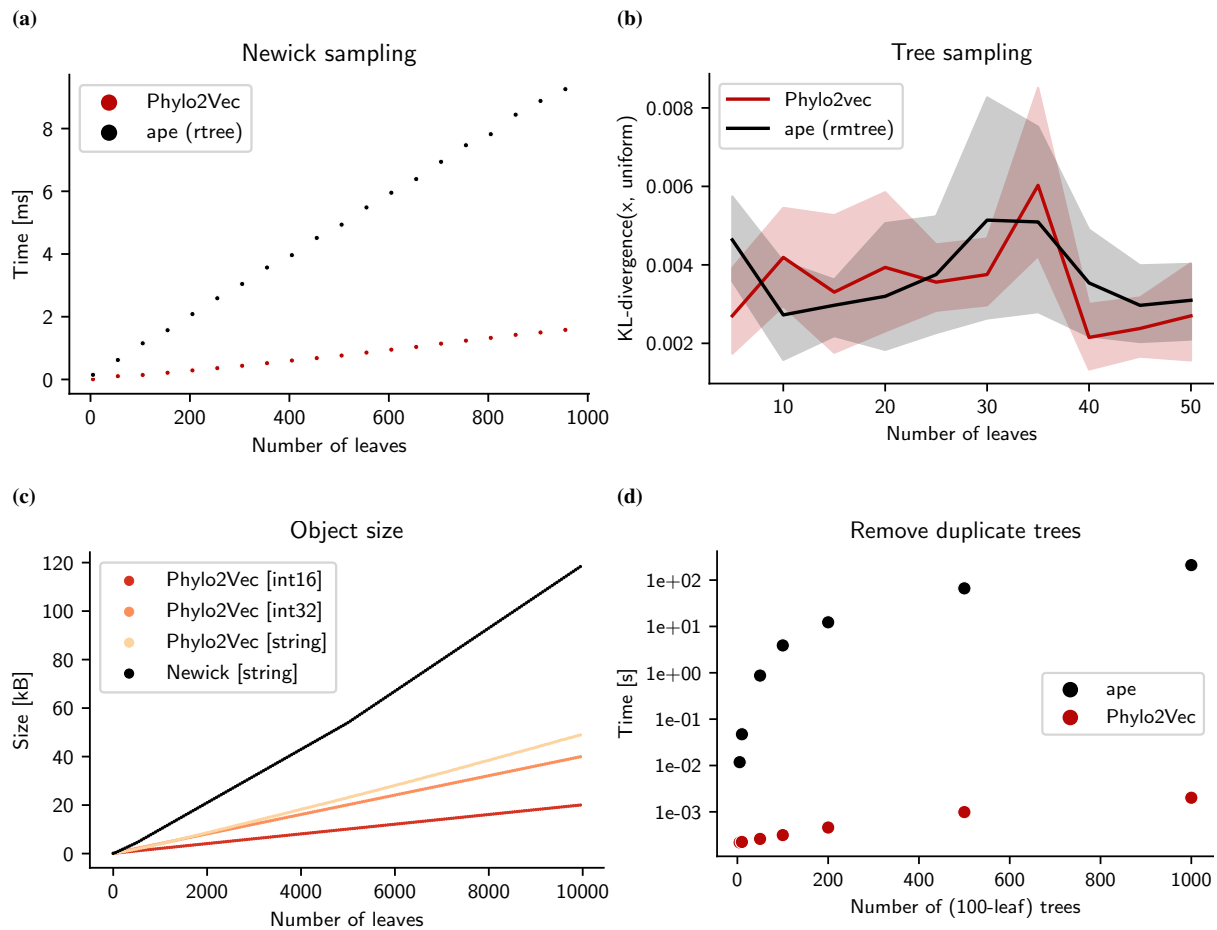 (a)
Newick sampling
Phylo2Vec
ape (rtree)
Time [ms]
8
6
4
2
0
0 200 400 600 800 1000
Number of leaves
(b)
Tree sampling
Phylo2vec
ape (rmtree)
KL-divergence(x, uniform)
0.008
0.006
0.004
0.002
10 20 30 40 50
Number of leaves
(c)
Object size
Phylo2Vec [int16]
Phylo2Vec [int32]
Phylo2Vec [string]
Newick [string]
Size [kB]
120
100
80
60
40
20
0
0 2000 4000 6000 8000 10000
Number of leaves
(d)
Remove duplicate trees
ape
Phylo2Vec
Time [s]
1e+02
1e+01
1e+00
1e-01
1e-02
1e-03
0 200 400 600 800 1000
Number of (100-leaf) trees